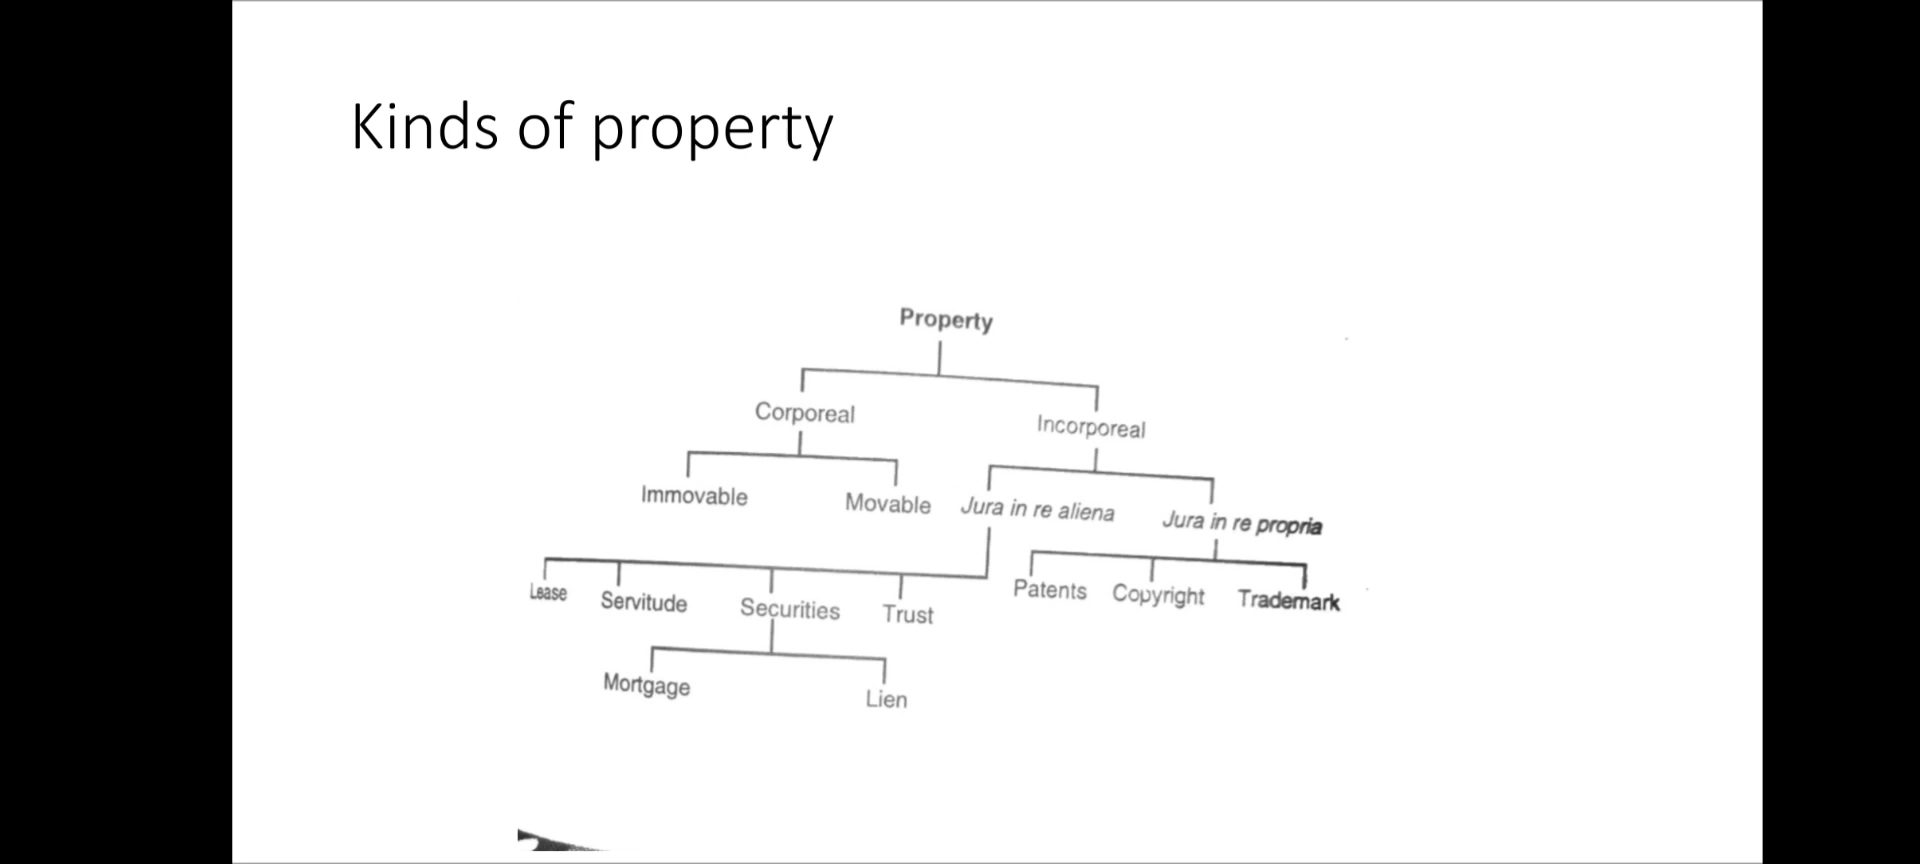 Kinds of property
Property
Corporeal
Incorporeal
Immovable
Movable
Jura in re aliena
Jura in re propria
Lease
Servitude
Securities
Trust
Patents
Copyright
Trademark
Mortgage
Lien